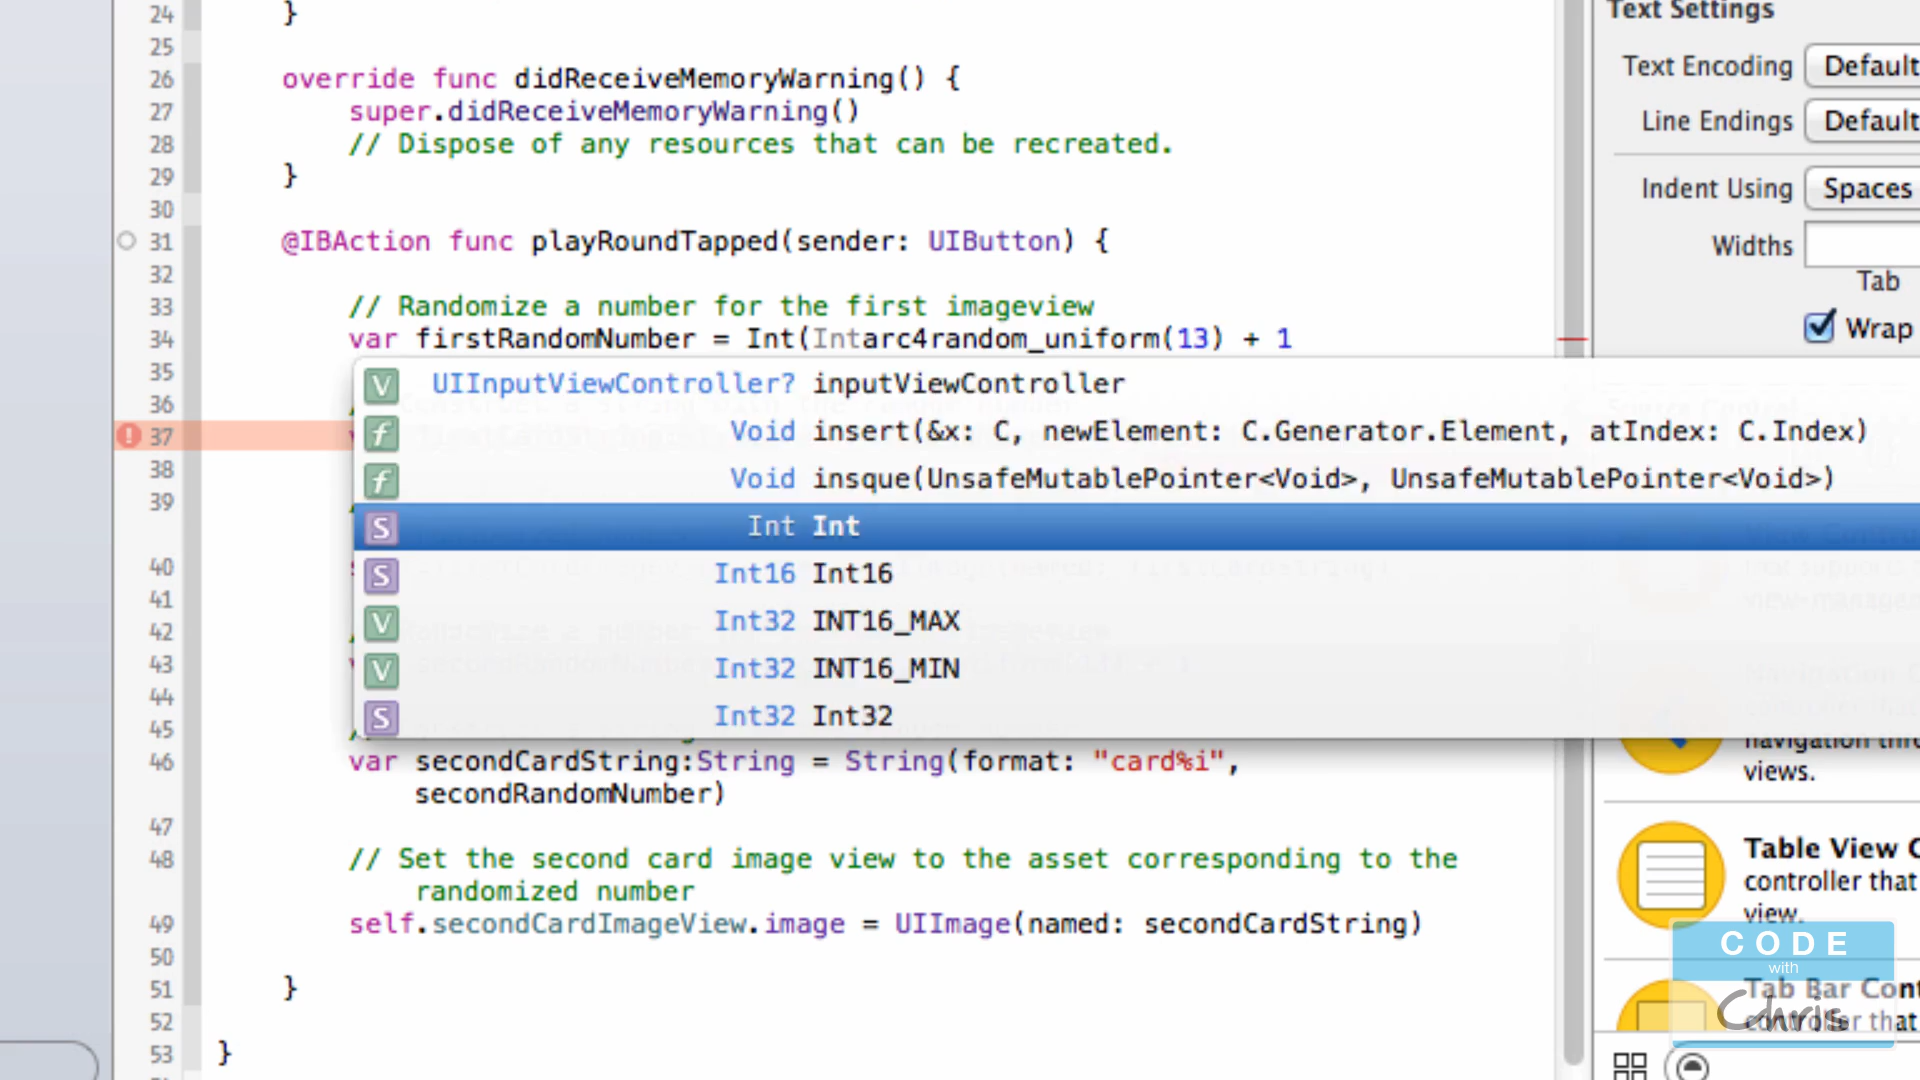 24 }
25
26 override func didReceiveMemoryWarning() {
27 super.didReceiveMemoryWarning()
28 // Dispose of any resources that can be recreated.
29 }
30
31 @IBAction func playRoundTapped(sender: UIButton) {
32
33 // Randomize a number for the first imageview
34 var firstRandomNumber = Int(Intarc4random_uniform(13) + 1
35
V UIInputViewController? inputViewController
36
f Void insert(&x: C, newElement: C.Generator.Element, atIndex: C.Index)
37
38
f Void insque(UnsafeMutablePointer<Void>, UnsafeMutablePointer<Void>)
39
S Int Int
40
S Int16 Int16
41
V Int32 INT16_MAX
42
43
V Int32 INT16_MIN
44
S Int32 Int32
45
46 var secondCardString:String = String(format: "card%i",
secondRandomNumber)
47
48 // Set the second card image view to the asset corresponding to the
randomized number
49 self.secondCardImageView.image = UIImage(named: secondCardString)
50
51 }
52
53 }
Text Settings
Text Encoding Default
Line Endings Default
Indent Using Spaces
Widths
Tab
Wrap
views.
Table View C
controller that
view.
Tab Bar Cont
controller that
CODE
with
Chris